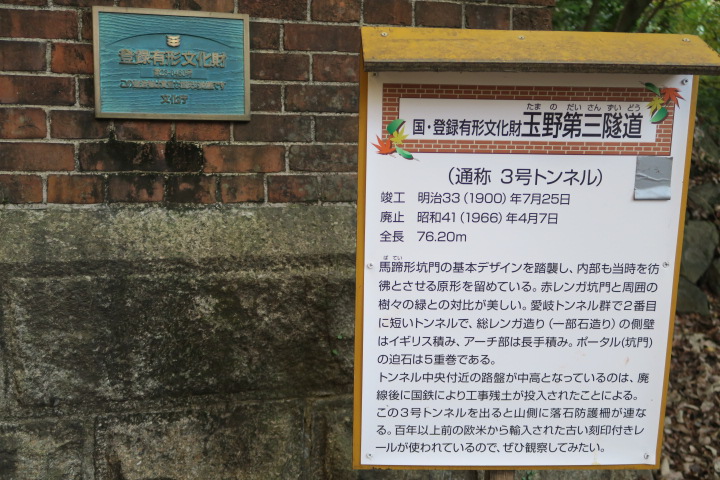 登録有形文化財
文化庁
たまの だい さん ずい どう
国・登録有形文化財玉野第三隧道
(通称 3号トンネル)
竣工 明治33(1900)年7月25日
廃止 昭和41(1966)年4月7日
全長 76.20m
ばてい
馬蹄形坑門の基本デザインを踏襲し、内部も当時を彷
彿とさせる原形を留めている。赤レンガ坑門と周囲の
樹々の緑との対比が美しい。愛岐トンネル群で2番目
に短いトンネルで、総レンガ造り(一部石造り)の側壁
はイギリス積み、アーチ部は長手積み。ポータル(坑門)
の迫石は5重巻である。
トンネル中央付近の路盤が中高となっているのは、廃
線後に国鉄により工事残土が投入されたことによる。
この3号トンネルを出ると山側に落石防護柵が連な
る。百年以上前の欧米から輸入された古い刻印付きレ
ールが使われているので、ぜひ観察してみたい。